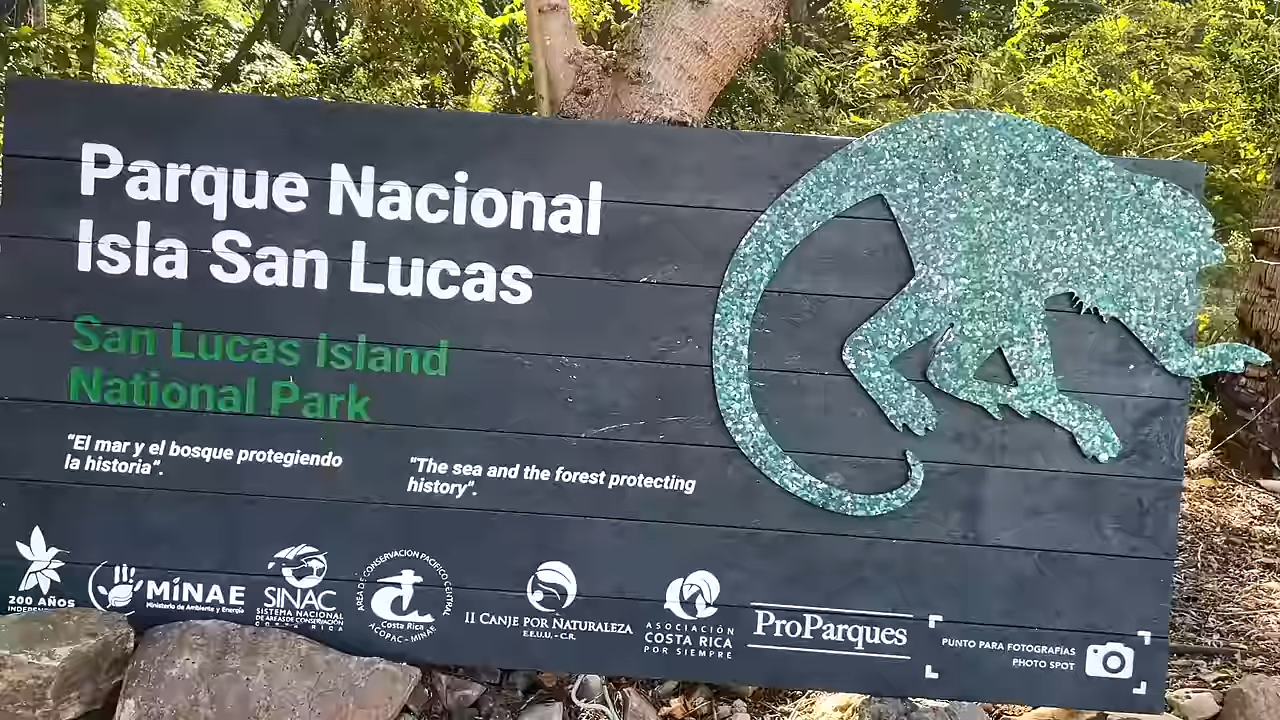 Parque Nacional
Isla San Lucas
San Lucas Island
National Park
"El mar y el bosque protegiendo
la historia".
"The sea and the forest protecting
history".
200 AÑOS
MINAE
Ministerio de Ambiente y Energía
SINAC
SISTEMA NACIONAL
DE ÁREAS DE CONSERVACIÓN
COSTA RICA
ÁREA DE CONSERVACIÓN PACÍFICO CENTRAL
Costa Rica
ACOPAC - MINAE
II CANJE POR NATURALEZA
E.E.U.U. - C.R.
ASOCIACIÓN
COSTA RICA
POR SIEMPRE
ProParques
PUNTO PARA FOTOGRAFÍAS
PHOTO SPOT